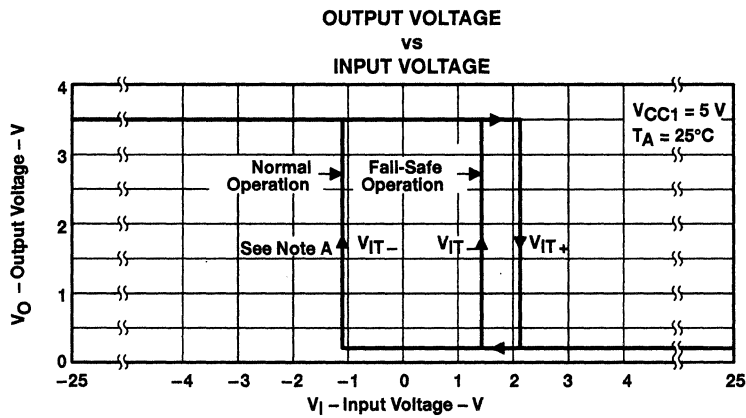 OUTPUT VOLTAGE
vs
INPUT VOLTAGE
4
3
2
1
0
VO – Output Voltage – V
VCC1 = 5 V
TA = 25°C
Normal
Operation
Fail-Safe
Operation
See Note A
VIT –
VIT –
VIT +
–25
–4
–3
–2
–1
0
1
2
3
4
25
VI – Input Voltage – V